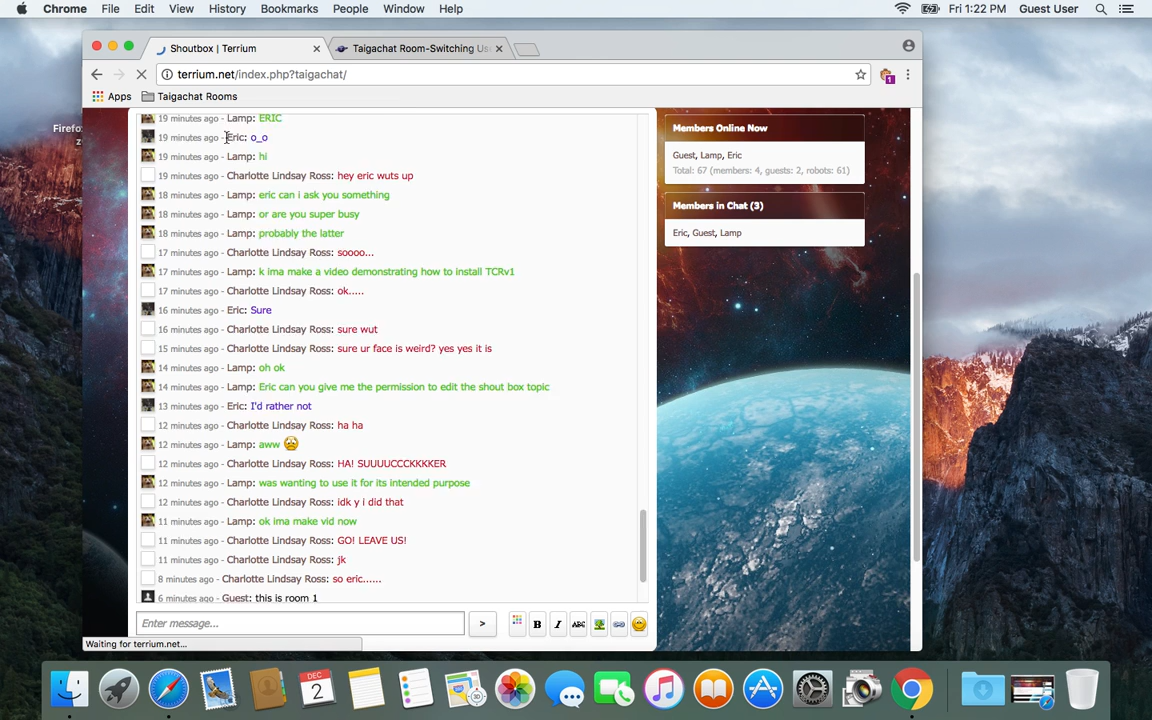 Chrome File Edit View History Bookmarks People Window Help Fri 1:22 PM Guest User
Shoutbox | Terrium Taigachat Room-Switching Us
terrium.net/index.php?taigachat/
Apps Taigachat Rooms
19 minutes ago - Lamp: ERIC
19 minutes ago - Eric: o_o
19 minutes ago - Lamp: hi
19 minutes ago - Charlotte Lindsay Ross: hey eric wuts up
18 minutes ago - Lamp: eric can i ask you something
18 minutes ago - Lamp: or are you super busy
18 minutes ago - Lamp: probably the latter
17 minutes ago - Charlotte Lindsay Ross: soooo...
17 minutes ago - Lamp: k ima make a video demonstrating how to install TCRv1
17 minutes ago - Charlotte Lindsay Ross: ok.....
16 minutes ago - Eric: Sure
16 minutes ago - Charlotte Lindsay Ross: sure wut
15 minutes ago - Charlotte Lindsay Ross: sure ur face is weird? yes yes it is
14 minutes ago - Lamp: oh ok
14 minutes ago - Lamp: Eric can you give me the permission to edit the shout box topic
13 minutes ago - Eric: I'd rather not
12 minutes ago - Charlotte Lindsay Ross: ha ha
12 minutes ago - Lamp: aww
12 minutes ago - Charlotte Lindsay Ross: HA! SUUUUCCCKKKKER
12 minutes ago - Lamp: was wanting to use it for its intended purpose
12 minutes ago - Charlotte Lindsay Ross: idk y i did that
11 minutes ago - Lamp: ok ima make vid now
11 minutes ago - Charlotte Lindsay Ross: GO! LEAVE US!
11 minutes ago - Charlotte Lindsay Ross: jk
8 minutes ago - Charlotte Lindsay Ross: so eric......
6 minutes ago - Guest: this is room 1
Enter message... > B I ABC
Waiting for terrium.net...
Members Online Now
Guest, Lamp, Eric
Total: 67 (members: 4, guests: 2, robots: 61)
Members in Chat (3)
Eric, Guest, Lamp
Firefo
DEC
2